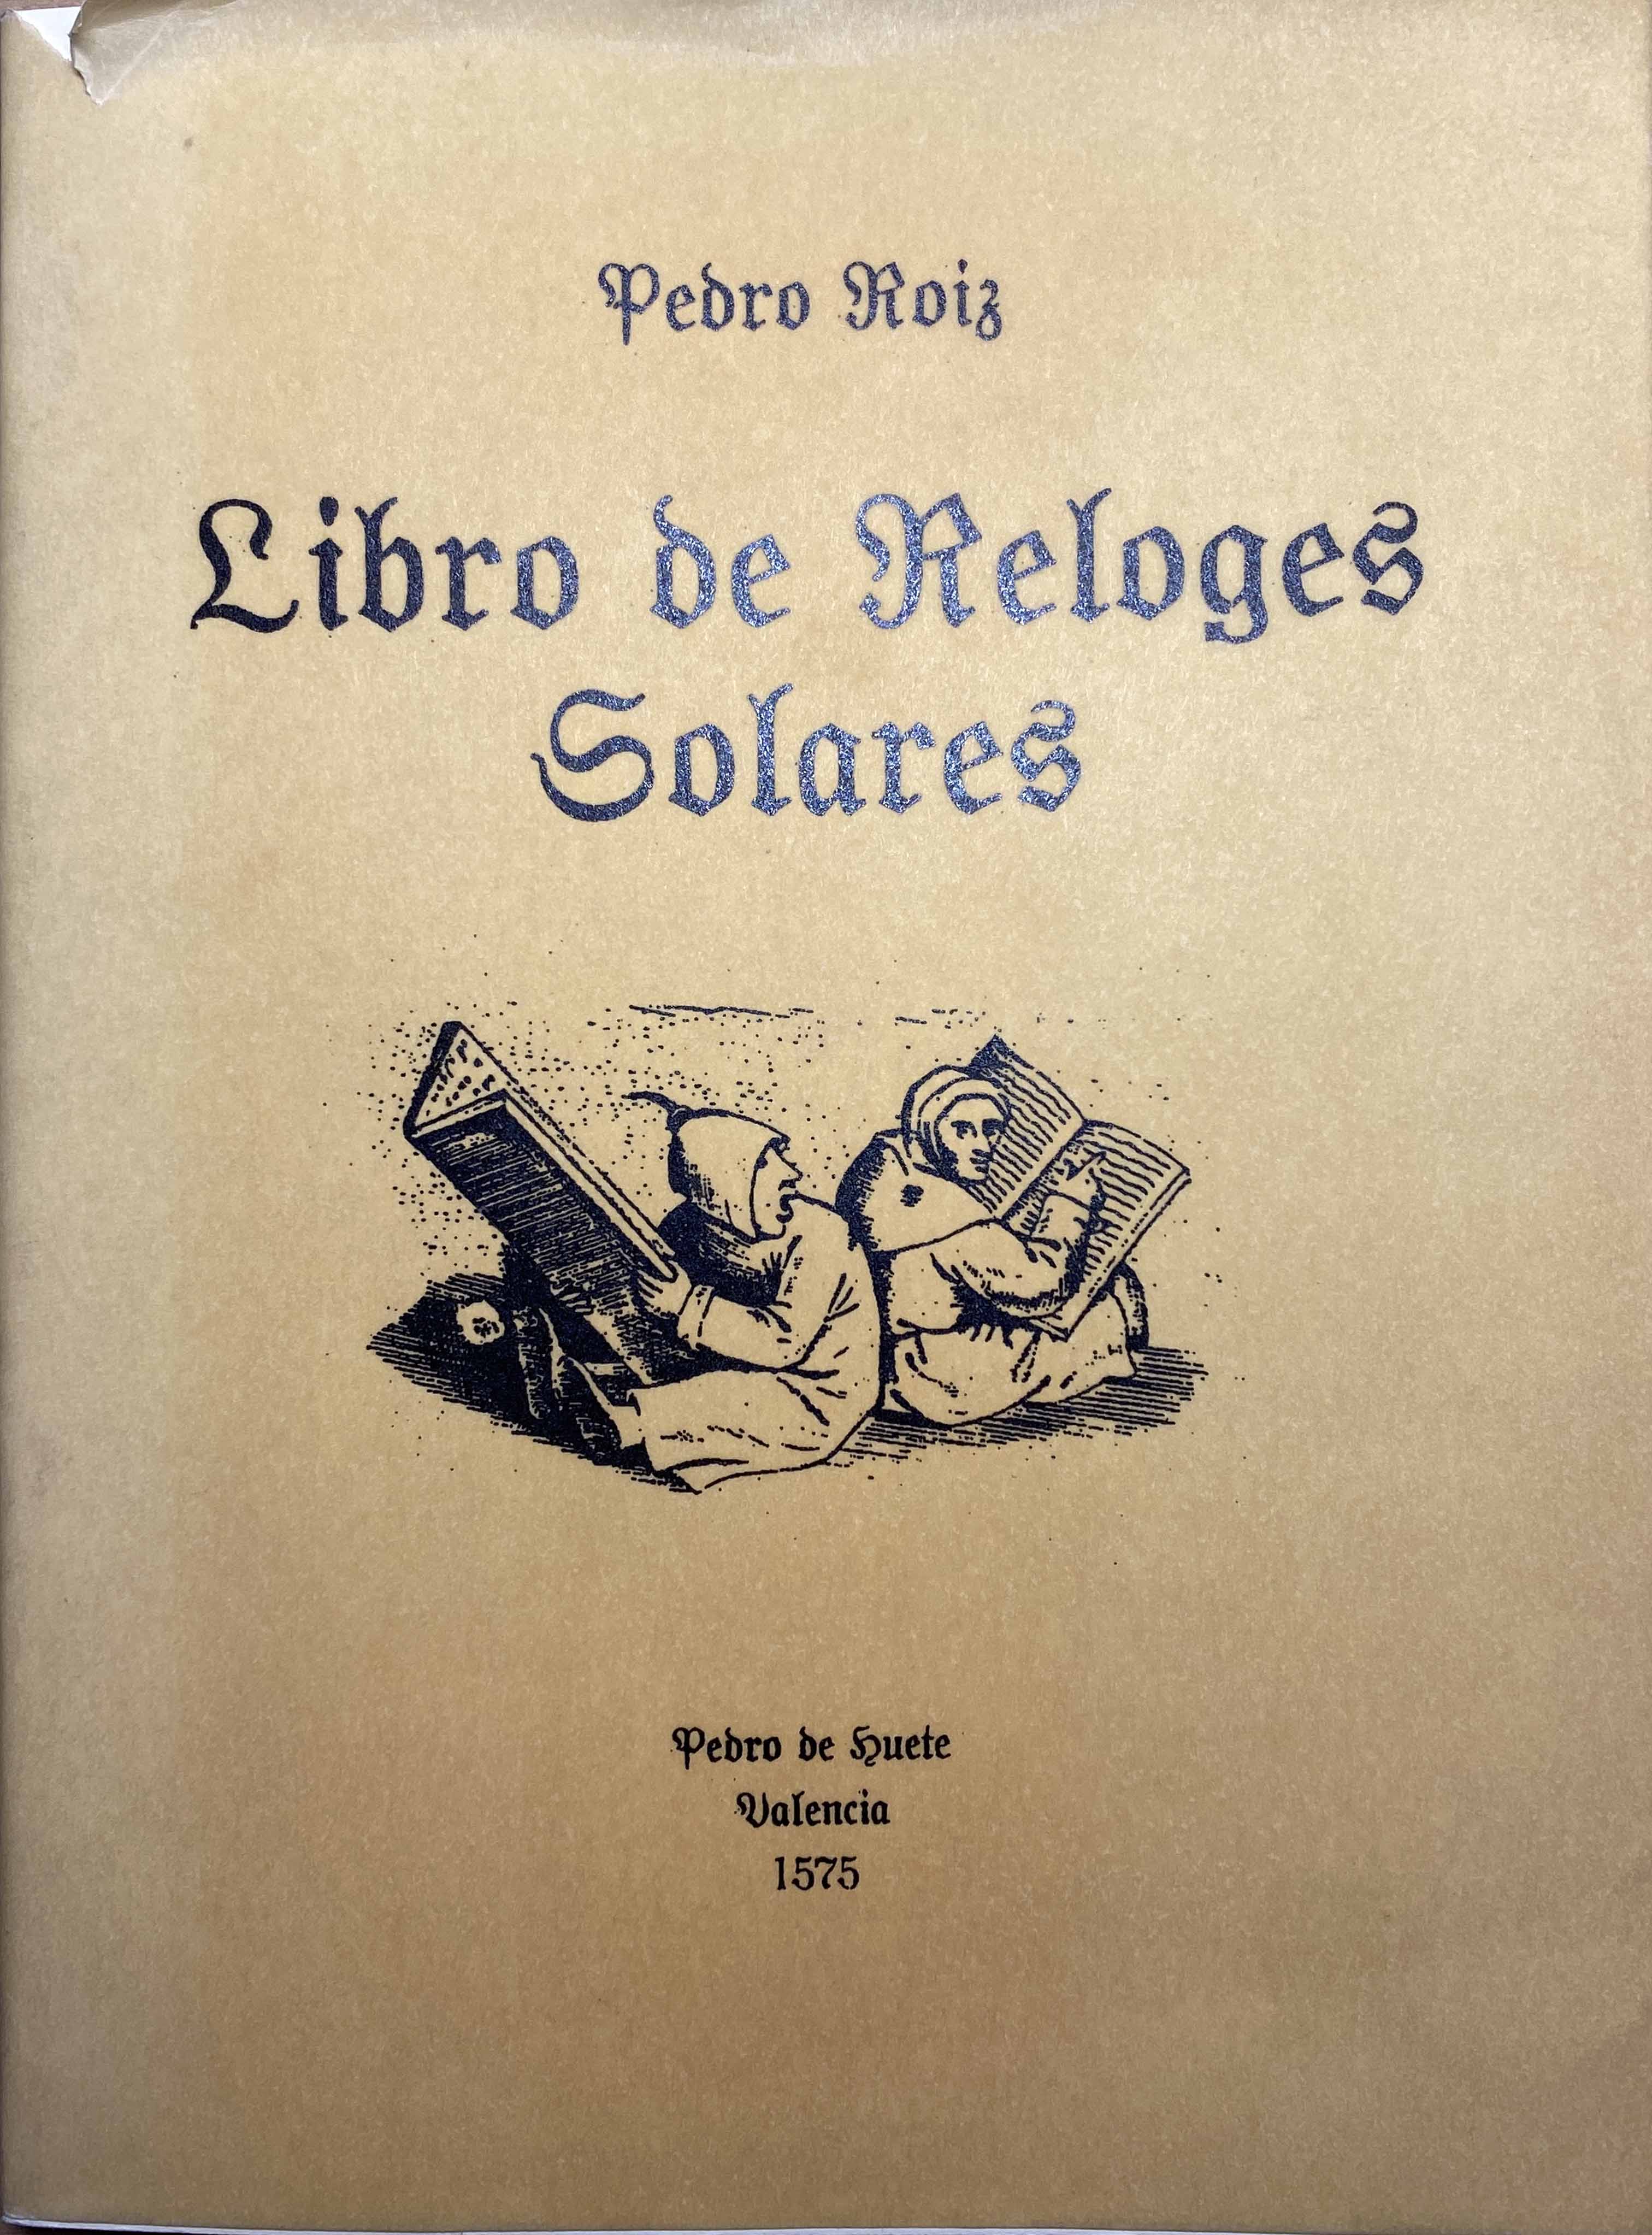 Pedro Roiz
Libro de Reloges
Solares
Pedro de Huete
Valencia
1575